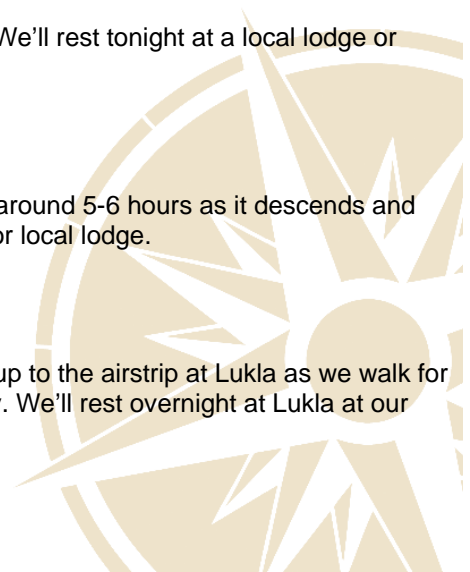 We’ll rest tonight at a local lodge or
around 5-6 hours as it descends and
or local lodge.
up to the airstrip at Lukla as we walk for
. We’ll rest overnight at Lukla at our